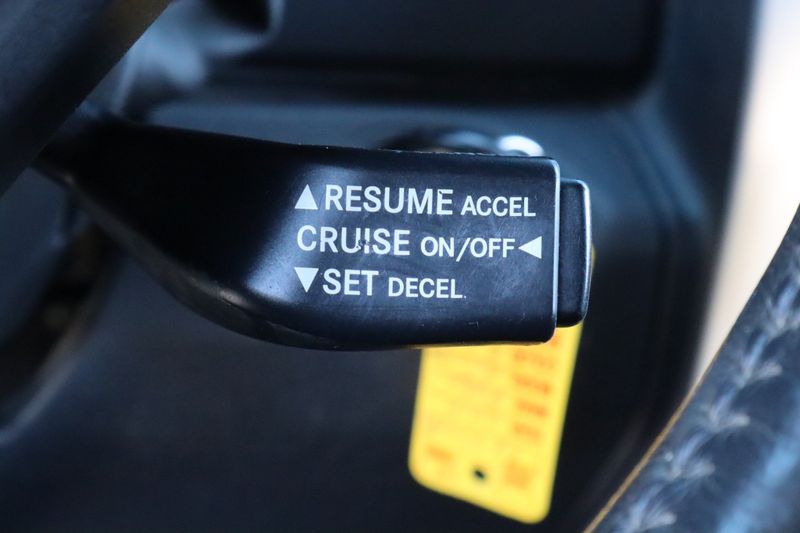 ▲RESUME ACCEL
CRUISE ON/OFF◀
▼SET DECEL